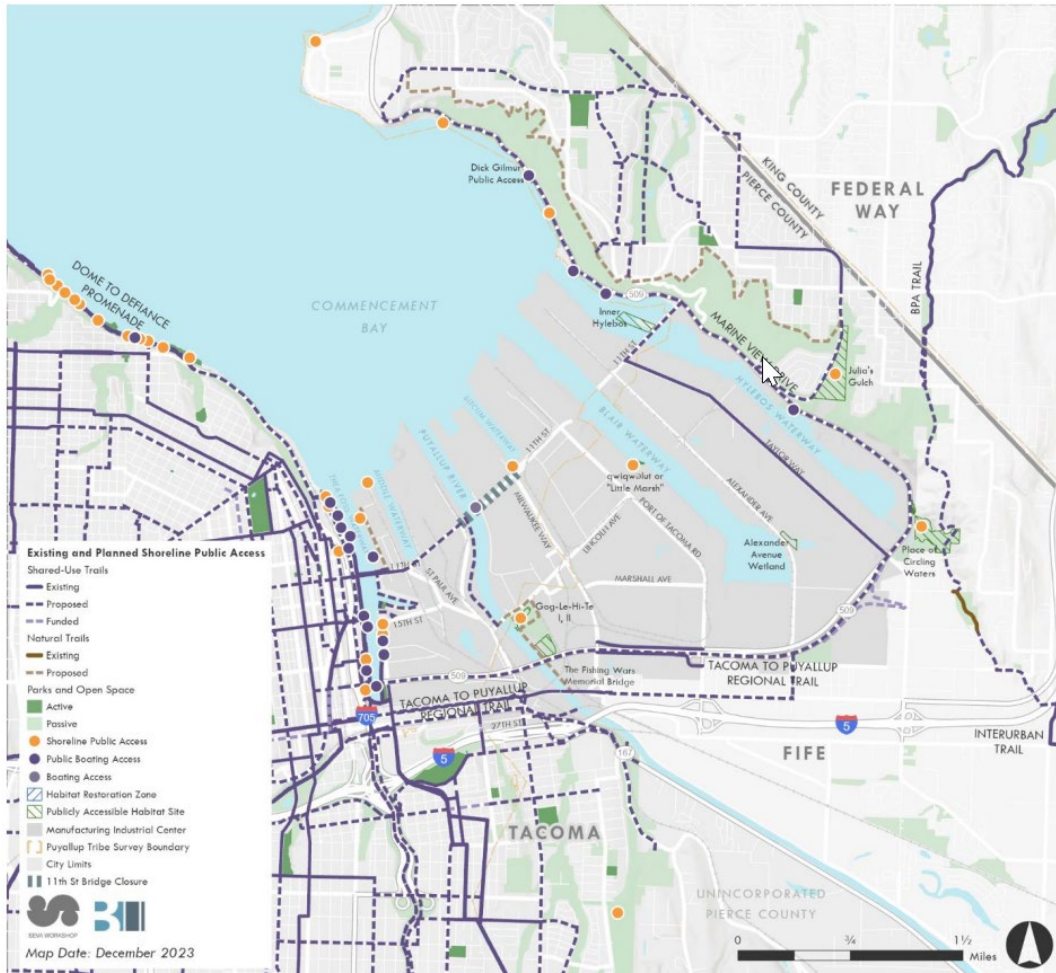 KING COUNTY
PIERCE COUNTY
FEDERAL
WAY
Dick Gilmur
Public Access
DOME TO DEFIANCE
PROMENADE
COMMENCEMENT
BAY
BPA TRAIL
509
Inner
Hylebos
MARINE VIEW DRIVE
Julia's
Gulch
11TH ST
HYLEBOS WATERWAY
SITCUM WATERWAY
BLAIR WATERWAY
PUYALLUP RIVER
11TH ST
TAYLOR WAY
qwiqwəlut or
"Little Marsh"
THEA FOSS WATERWAY
MIDDLE WATERWAY
MILWAUKEE WAY
LINCOLN AVE
PORT OF TACOMA RD
ALEXANDER AVE
Alexander
Avenue
Wetland
Place of
Circling
Waters
11TH ST
ST PAUL AVE
MARSHALL AVE
Gog-Le-Hi-Te
I, II
509
15TH ST
The Fishing Wars
Memorial Bridge
509
TACOMA TO PUYALLUP
REGIONAL TRAIL
TACOMA TO PUYALLUP
REGIONAL TRAIL
705
27TH ST
5
5
167
FIFE
INTERURBAN
TRAIL
TACOMA
UNINCORPORATED
PIERCE COUNTY
Existing and Planned Shoreline Public Access
Shared-Use Trails
Existing
Proposed
Funded
Natural Trails
Existing
Proposed
Parks and Open Space
Active
Passive
Shoreline Public Access
Public Boating Access
Boating Access
Habitat Restoration Zone
Publicly Accessible Habitat Site
Manufacturing Industrial Center
Puyallup Tribe Survey Boundary
City Limits
11th St Bridge Closure
SEVA WORKSHOP
Map Date: December 2023
0 3⁄4 1 1⁄2
Miles